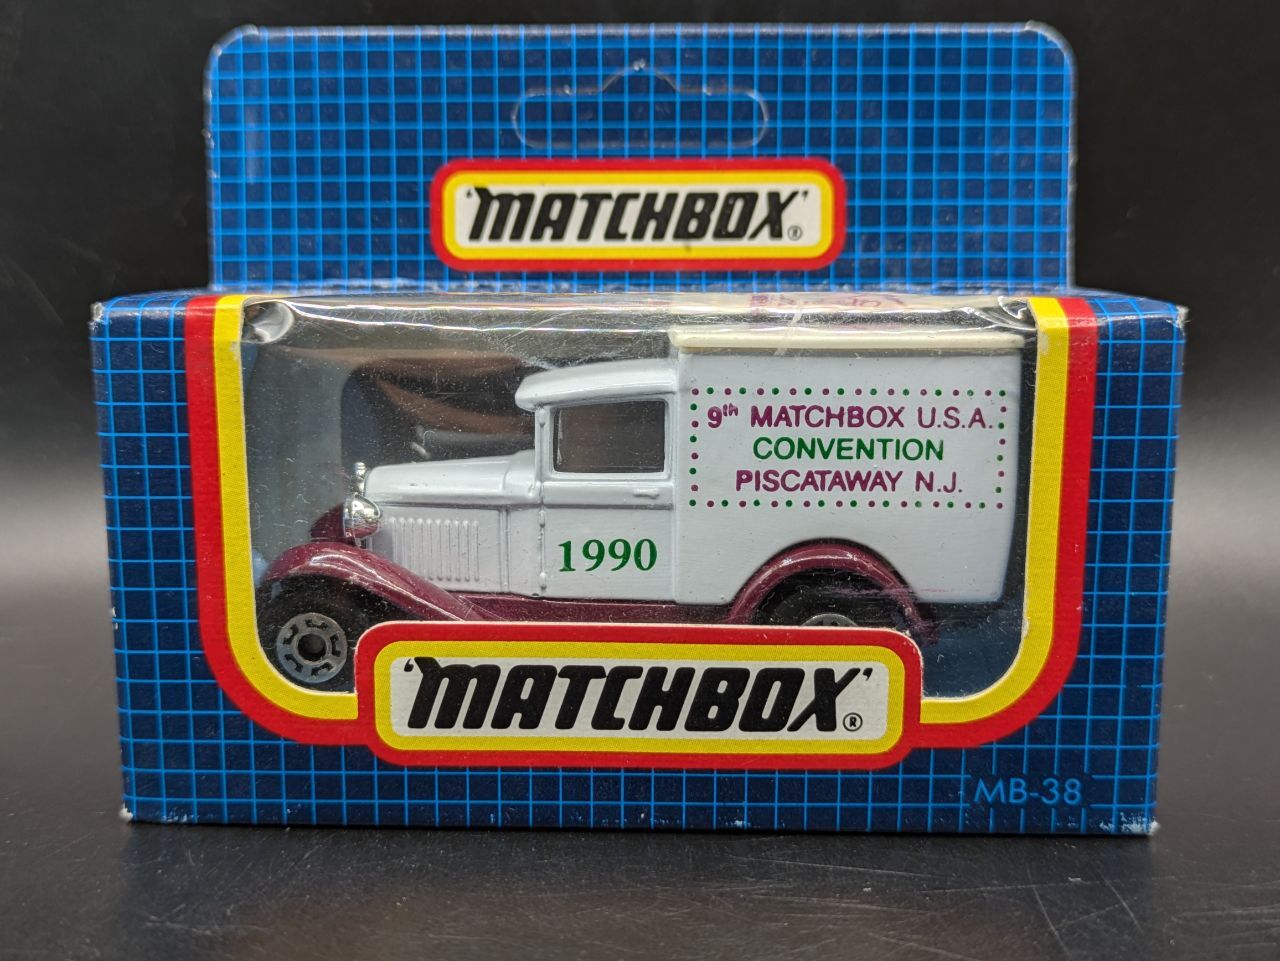 'MATCHBOX'®
9th MATCHBOX U.S.A.
CONVENTION
PISCATAWAY N.J.
1990
'MATCHBOX'®
MB-38